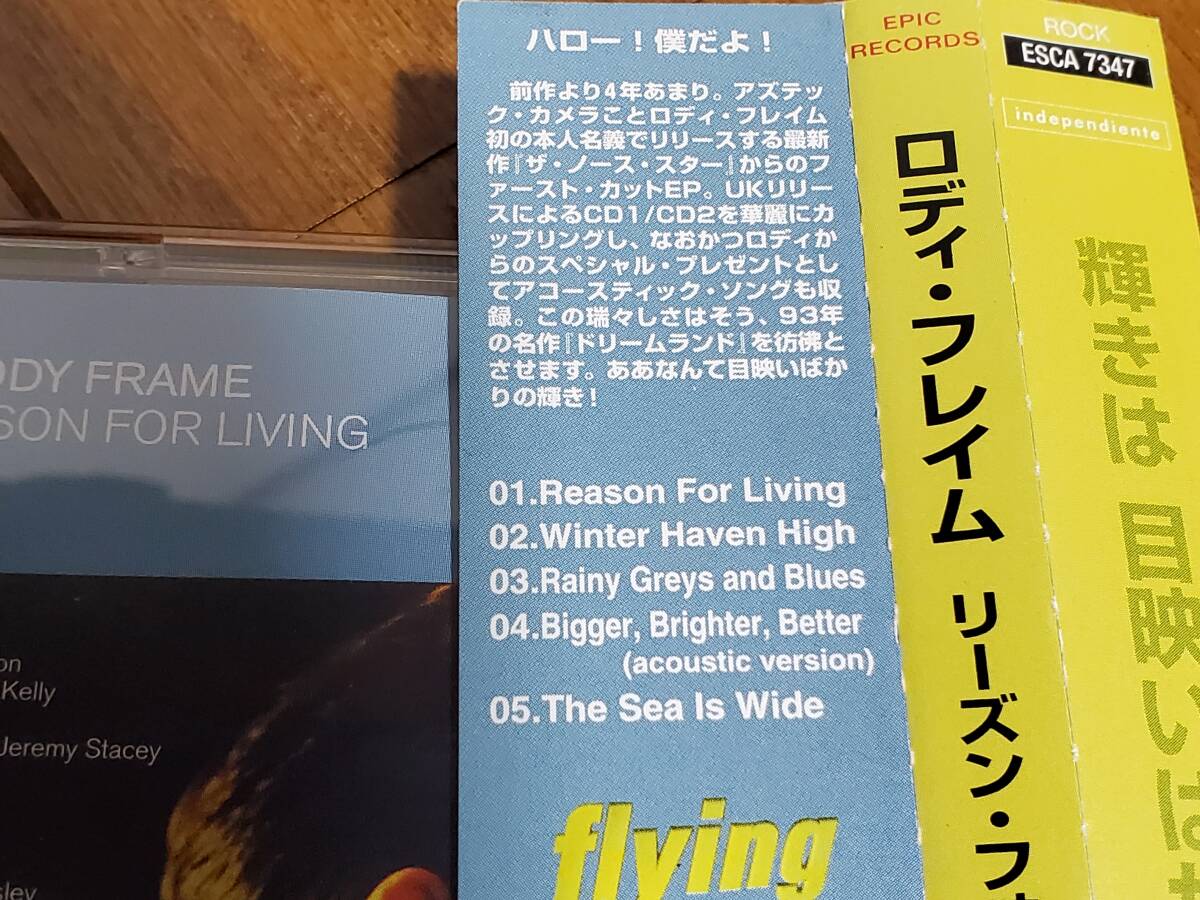 ハロー！僕だよ！
前作より4年あまり。アズテッ
ク・カメラことロディ・フレイム
初の本人名義でリリースする最新
作『ザ・ノース・スター』からのフ
ァースト・カットEP。UKリリー
スによるCD1/CD2を華麗にカ
ップリングし、なおかつロディか
らのスペシャル・プレゼントとし
てアコースティック・ソングも収
録。この瑞々しさはそう、93年
の名作『ドリームランド』を彷彿と
させます。ああなんて目映いばか
りの輝き！
01.Reason For Living
02.Winter Haven High
03.Rainy Greys and Blues
04.Bigger, Brighter, Better
(acoustic version)
05.The Sea Is Wide
flying
EPIC
RECORDS
ロディ・フレイム リーズン・フ
ROCK
ESCA 7347
independiente
輝きは 目映いば
DDY FRAME
SON FOR LIVING
on
Kelly
Jeremy Stacey
sley